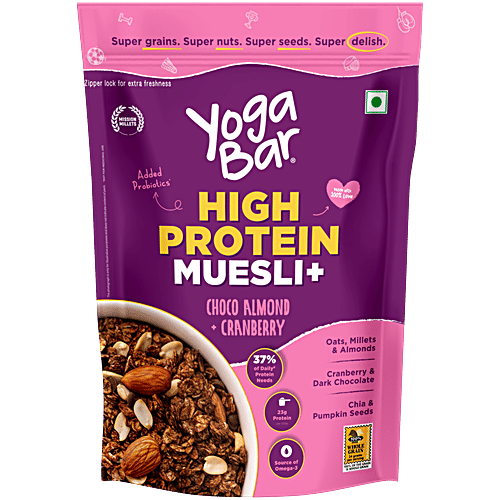 Super grains. Super nuts. Super seeds. Super delish.
Zipper lock for extra freshness
MISSION
MILLETS
Yoga
Bar®
Added
Probiotics*
made with
100% Love
HIGH
PROTEIN
MUESLI+
CHOCO ALMOND
+ CRANBERRY
37%
of Daily*
Protein
Needs
23g
Protein
Source of
Omega-3
Oats, Millets
& Almonds
Cranberry &
Dark Chocolate
Chia &
Pumpkin Seeds
100%
WHOLE
GRAIN